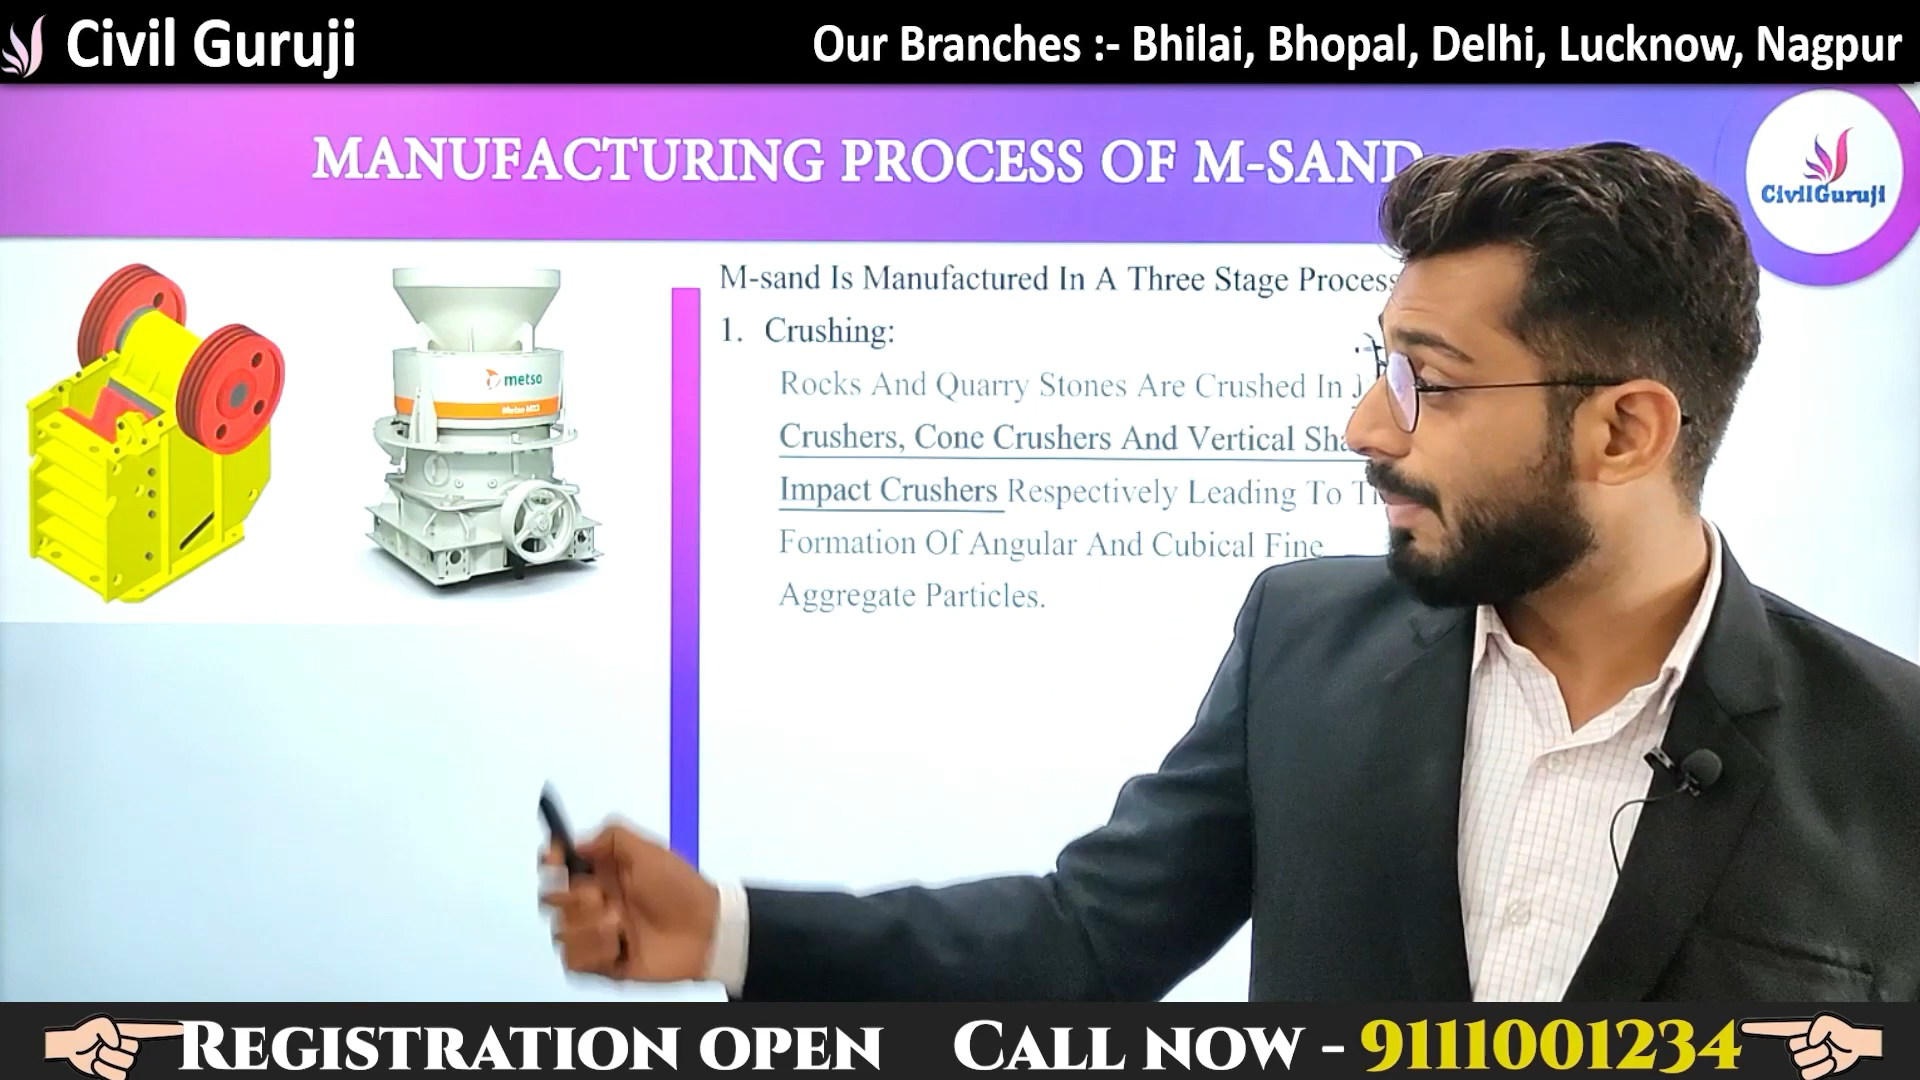 Civil Guruji
Our Branches :- Bhilai, Bhopal, Delhi, Lucknow, Nagpur
MANUFACTURING PROCESS OF M-SAND
CivilGuruji
M-sand Is Manufactured In A Three Stage Process
1. Crushing:
Rocks And Quarry Stones Are Crushed In
Crushers, Cone Crushers And Vertical
Impact Crushers Respectively Leading To
Formation Of Angular And Cubical Fine
Aggregate Particles.
metso
Metso MX3
REGISTRATION OPEN CALL NOW - 9111001234